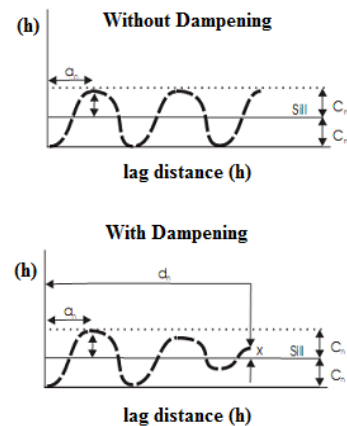 Without Dampening
(h)
aₙ
Sill
Cₙ
Cₙ
lag distance (h)
With Dampening
(h)
dₙ
aₙ
x
Sill
Cₙ
Cₙ
lag distance (h)